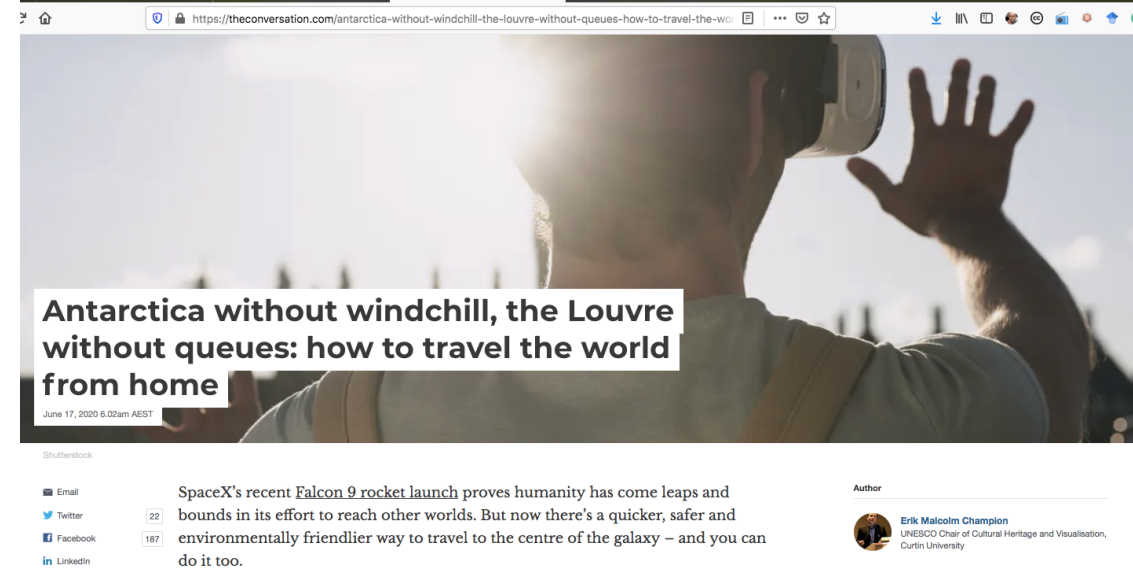 https://theconversation.com/antarctica-without-windchill-the-louvre-without-queues-how-to-travel-the-wor
Antarctica without windchill, the Louvre
without queues: how to travel the world
from home
June 17, 2020 6.02am AEST
Shutterstock
Email
Twitter 22
Facebook 187
LinkedIn
SpaceX's recent Falcon 9 rocket launch proves humanity has come leaps and
bounds in its effort to reach other worlds. But now there's a quicker, safer and
environmentally friendlier way to travel to the centre of the galaxy – and you can
do it too.
Author
Erik Malcolm Champion
UNESCO Chair of Cultural Heritage and Visualisation,
Curtin University